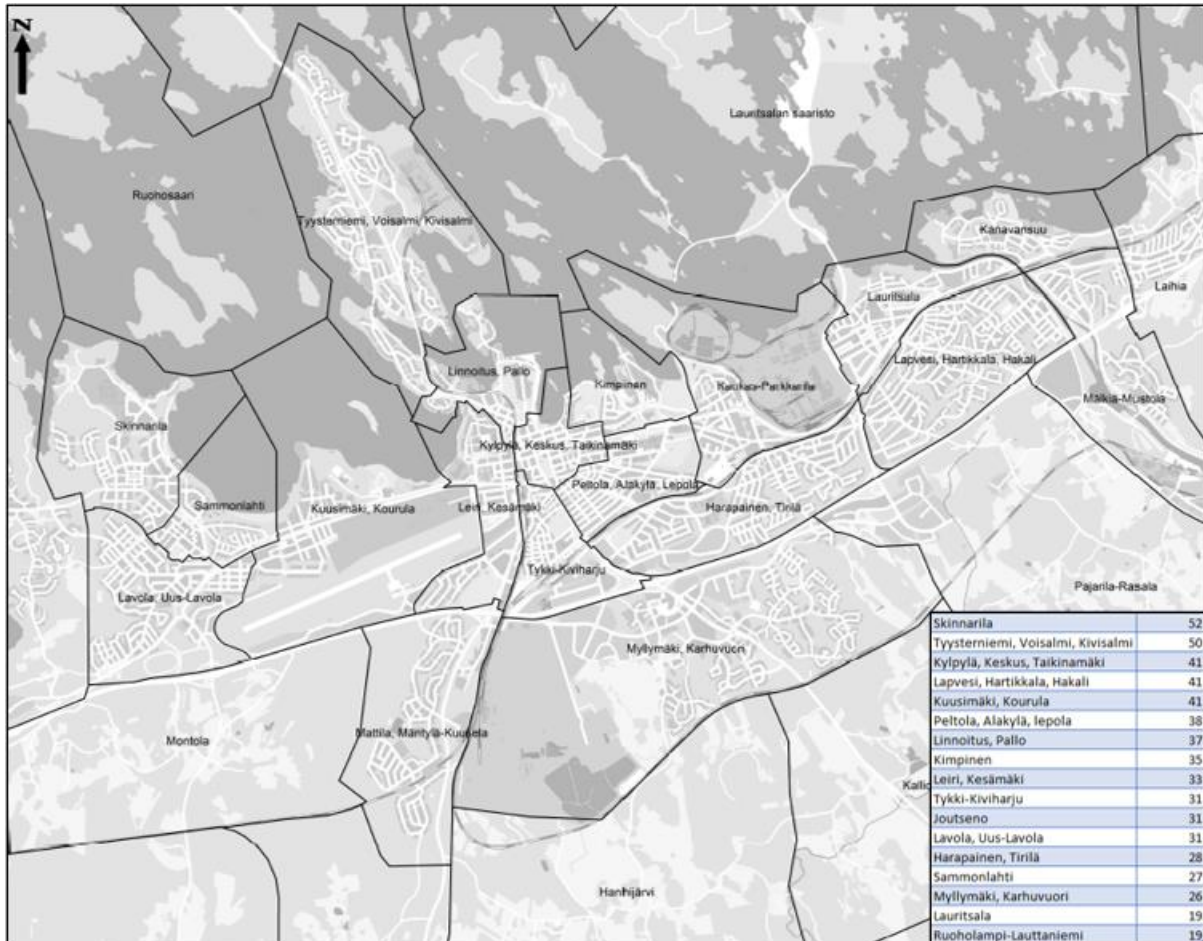 N
Lauritsalan saaristo
Ruohosaari
Tyysterniemi, Voisalmi, Kivisalmi
Kanavansuu
Laihia
Lauritsala
Lapvesi, Hartikkala, Hakali
Linnoitus, Pallo
Kimpinen
Kaukas-Parkkarila
Mälkiä-Mustola
Skinnarila
Kylpylä, Keskus, Taikinamäki
Peltola, Alakylä, Lepola
Sammonlahti
Kuusimäki, Kourula
Leiri, Kesämäki
Harapainen, Tirilä
Tykki-Kiviharju
Lavola, Uus-Lavola
Pajarila-Rasala
Myllymäki, Karhuvuori
Montola
Mattila, Mäntylä-Kuusela
Hanhijärvi
Skinnarila 52
Tyysterniemi, Voisalmi, Kivisalmi 50
Kylpylä, Keskus, Taikinamäki 41
Lapvesi, Hartikkala, Hakali 41
Kuusimäki, Kourula 41
Peltola, Alakylä, lepola 38
Linnoitus, Pallo 37
Kimpinen 35
Leiri, Kesämäki 33
Tykki-Kiviharju 31
Joutseno 31
Lavola, Uus-Lavola 31
Harapainen, Tirilä 28
Sammonlahti 27
Myllymäki, Karhuvuori 26
Lauritsala 19
Ruoholampi-Lauttaniemi 19